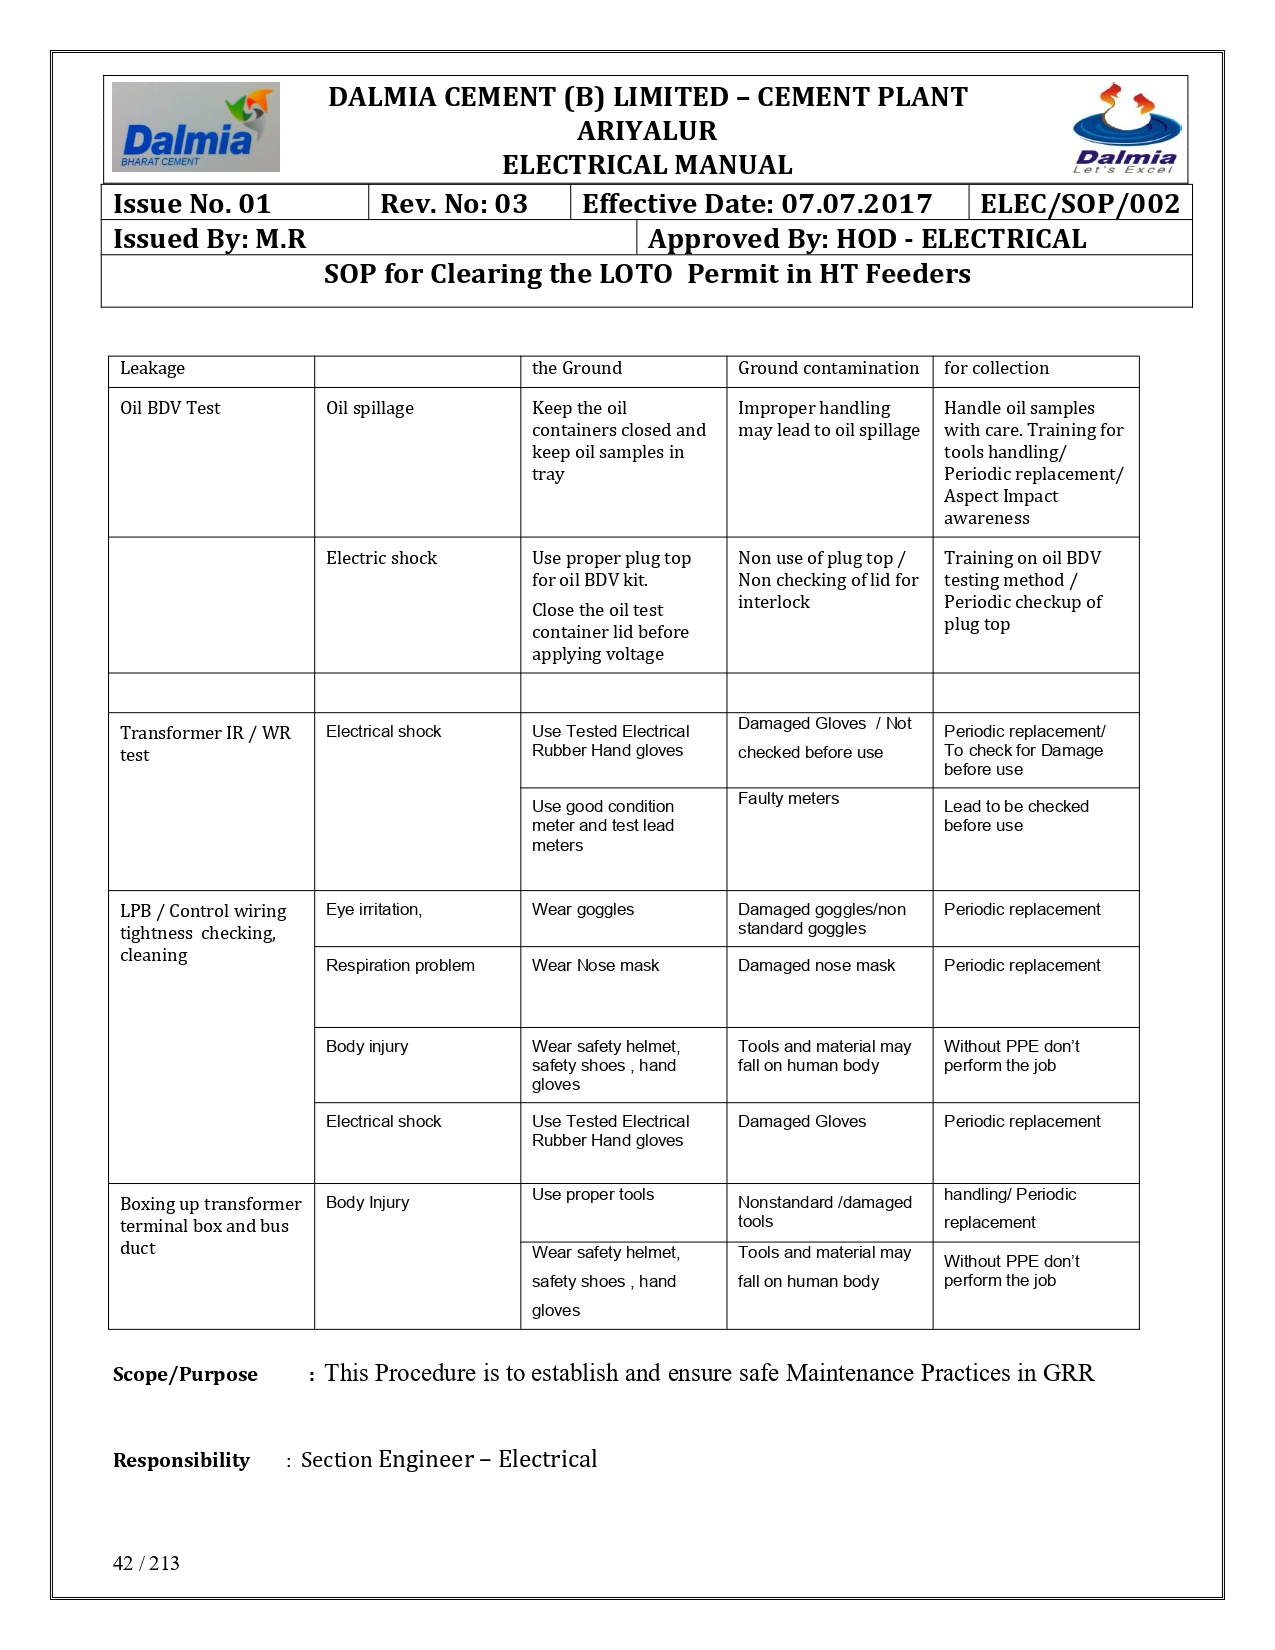 Dalmia
BHARAT CEMENT
DALMIA CEMENT (B) LIMITED – CEMENT PLANT
ARIYALUR
ELECTRICAL MANUAL
Dalmia
Let's Excel
Issue No. 01 Rev. No: 03 Effective Date: 07.07.2017 ELEC/SOP/002
Issued By: M.R Approved By: HOD - ELECTRICAL
SOP for Clearing the LOTO Permit in HT Feeders
Leakage the Ground Ground contamination for collection
Oil BDV Test
Oil spillage
Keep the oil
containers closed and
keep oil samples in
tray
Improper handling
may lead to oil spillage
Handle oil samples
with care. Training for
tools handling/
Periodic replacement/
Aspect Impact
awareness
Electric shock
Use proper plug top
for oil BDV kit.
Close the oil test
container lid before
applying voltage
Non use of plug top /
Non checking of lid for
interlock
Training on oil BDV
testing method /
Periodic checkup of
plug top
Transformer IR / WR
test
Electrical shock
Use Tested Electrical
Rubber Hand gloves
Damaged Gloves / Not
checked before use
Periodic replacement/
To check for Damage
before use
Use good condition
meter and test lead
meters
Faulty meters
Lead to be checked
before use
LPB / Control wiring
tightness checking,
cleaning
Eye irritation,
Wear goggles
Damaged goggles/non
standard goggles
Periodic replacement
Respiration problem
Wear Nose mask
Damaged nose mask
Periodic replacement
Body injury
Wear safety helmet,
safety shoes , hand
gloves
Tools and material may
fall on human body
Without PPE don't
perform the job
Electrical shock
Use Tested Electrical
Rubber Hand gloves
Damaged Gloves
Periodic replacement
Boxing up transformer
terminal box and bus
duct
Body Injury
Use proper tools
Nonstandard /damaged
tools
handling/ Periodic
replacement
Wear safety helmet,
safety shoes , hand
gloves
Tools and material may
fall on human body
Without PPE don't
perform the job
Scope/Purpose : This Procedure is to establish and ensure safe Maintenance Practices in GRR
Responsibility : Section Engineer – Electrical
42 / 213